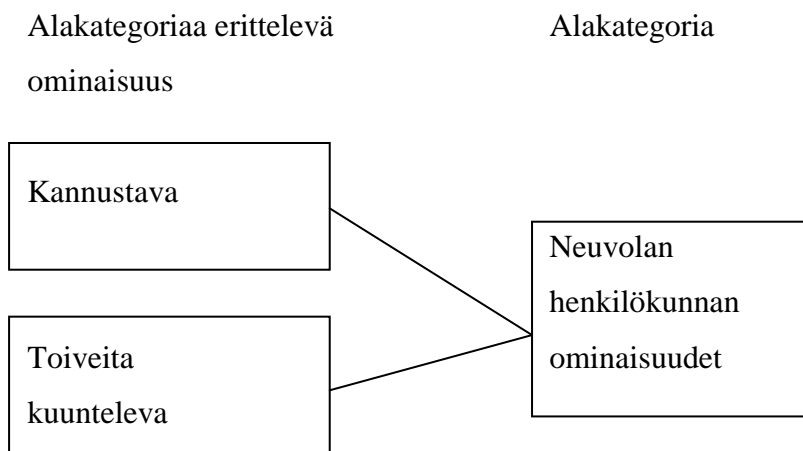 Alakategoriaa erittelevä
ominaisuus
Alakategoria
Kannustava
Toiveita
kuunteleva
Neuvolan
henkilökunnan
ominaisuudet